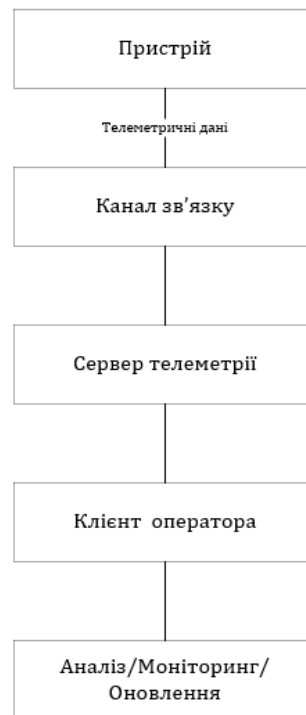 Пристрій
Телеметричні дані
Канал зв’язку
Сервер телеметрії
Клієнт оператора
Аналіз/Моніторинг/
Оновлення